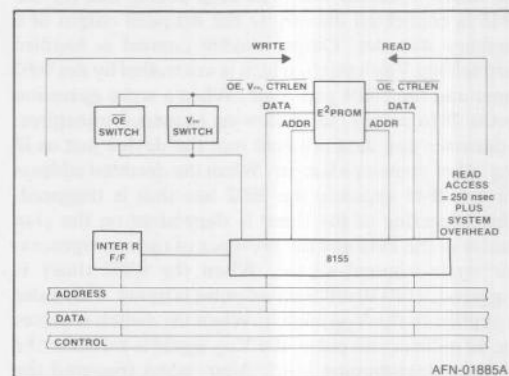 WRITE
READ
OE, Vpp, CTRLEN
OE, CTRLEN
DATA
DATA
E²PROM
ADDR
ADDR
OE
SWITCH
Vpp
SWITCH
READ
ACCESS
= 250 nsec
PLUS
SYSTEM
OVERHEAD
INTER R
F/F
8155
ADDRESS
DATA
CONTROL
AFN-01885A